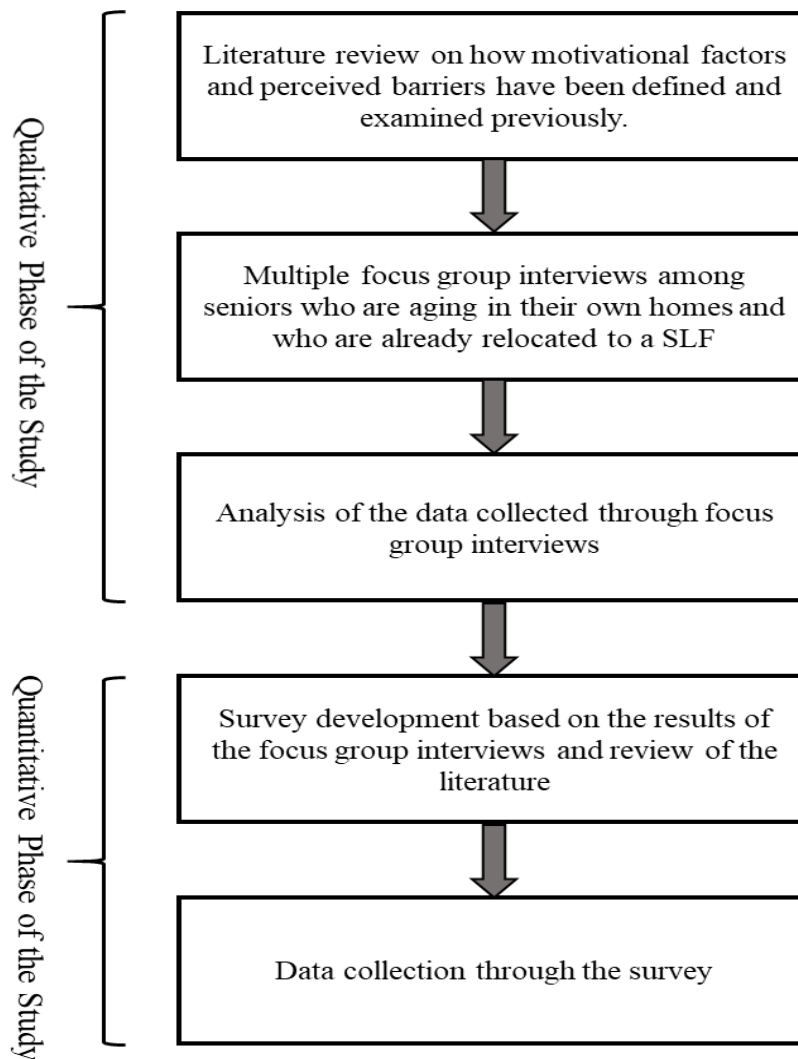 Qualitative Phase of the Study
Literature review on how motivational factors
and perceived barriers have been defined and
examined previously.
Multiple focus group interviews among
seniors who are aging in their own homes and
who are already relocated to a SLF
Analysis of the data collected through focus
group interviews
Quantitative Phase of the Study
Survey development based on the results of
the focus group interviews and review of the
literature
Data collection through the survey